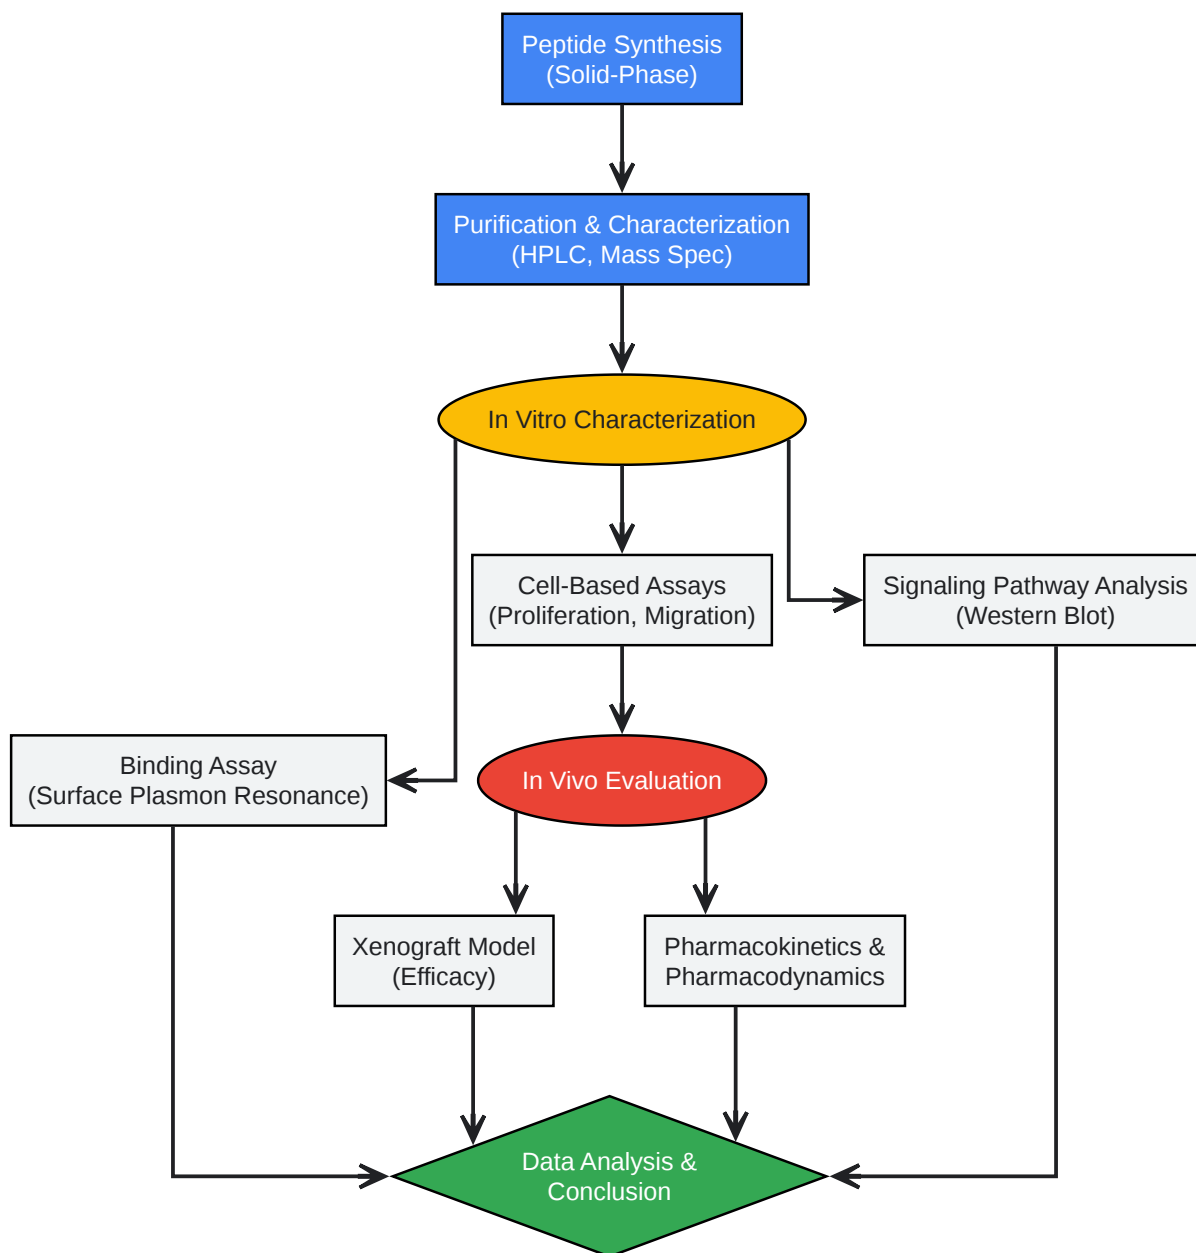 Peptide Synthesis
(Solid-Phase)
Purification & Characterization
(HPLC, Mass Spec)
In Vitro Characterization
Cell-Based Assays
(Proliferation, Migration)
Signaling Pathway Analysis
(Western Blot)
Binding Assay
(Surface Plasmon Resonance)
In Vivo Evaluation
Xenograft Model
(Efficacy)
Pharmacokinetics &
Pharmacodynamics
Data Analysis &
Conclusion